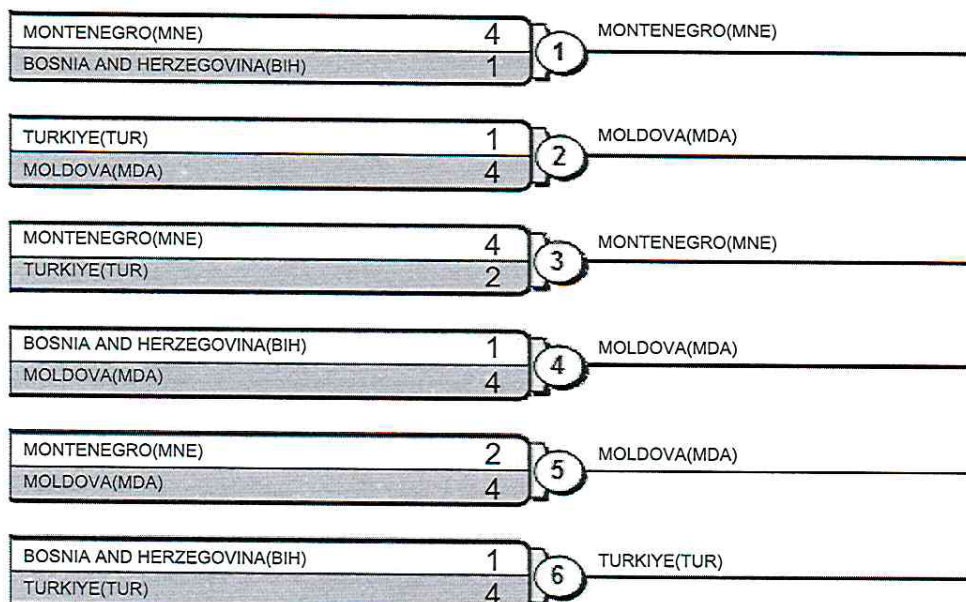 MONTENEGRO(MNE) 4
BOSNIA AND HERZEGOVINA(BIH) 1
1 MONTENEGRO(MNE)
TURKIYE(TUR) 1
MOLDOVA(MDA) 4
2 MOLDOVA(MDA)
MONTENEGRO(MNE) 4
TURKIYE(TUR) 2
3 MONTENEGRO(MNE)
BOSNIA AND HERZEGOVINA(BIH) 1
MOLDOVA(MDA) 4
4 MOLDOVA(MDA)
MONTENEGRO(MNE) 2
MOLDOVA(MDA) 4
5 MOLDOVA(MDA)
BOSNIA AND HERZEGOVINA(BIH) 1
TURKIYE(TUR) 4
6 TURKIYE(TUR)